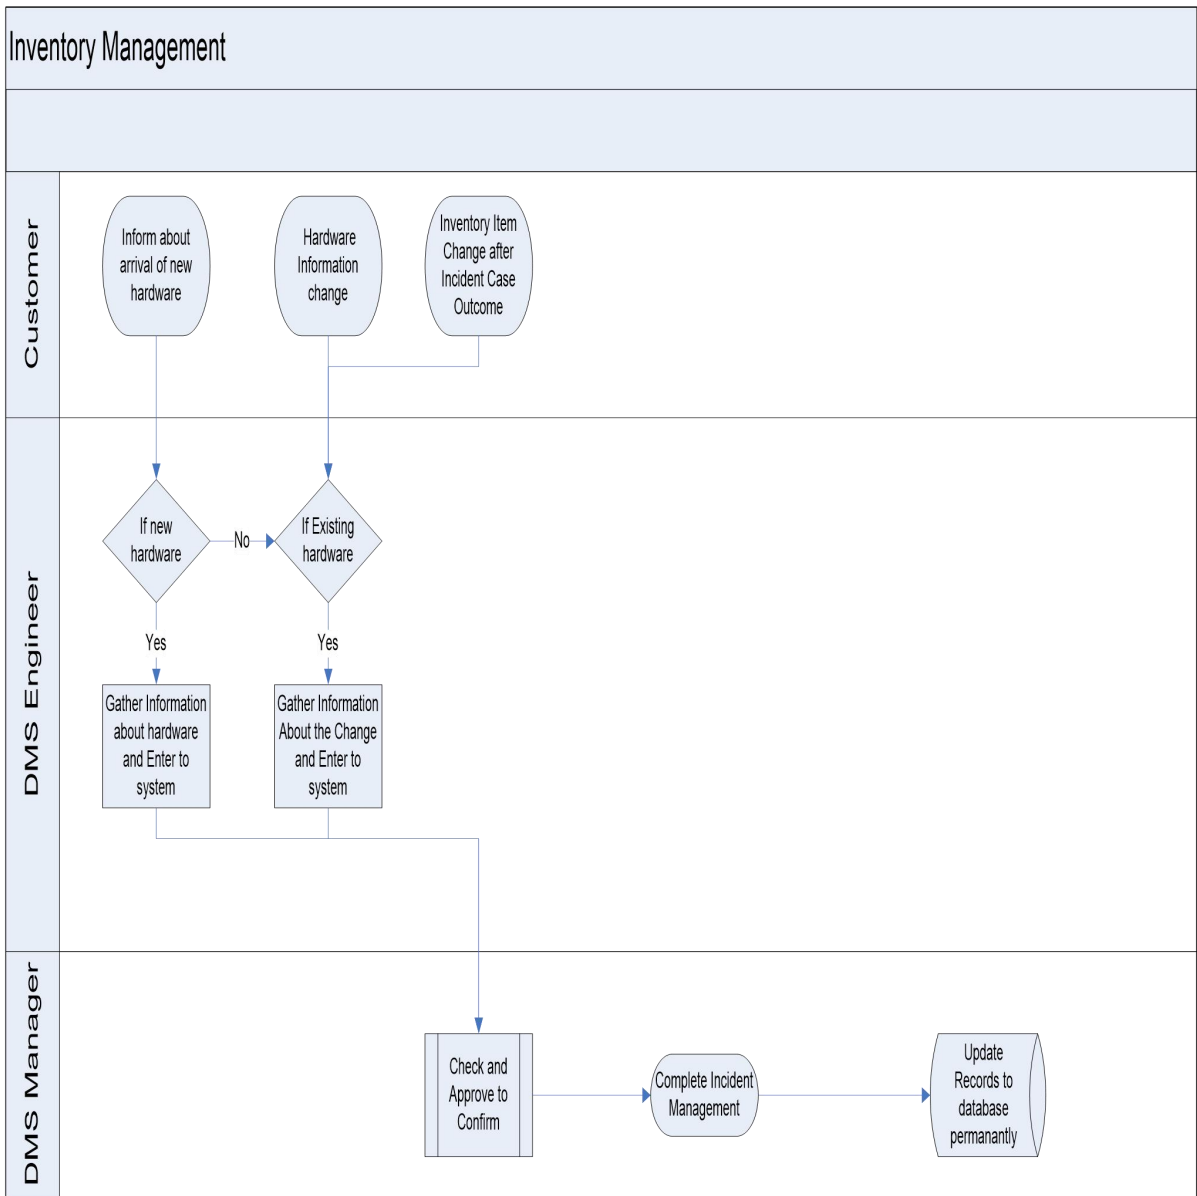 Inventory Management
Customer
Inform about
arrival of new
hardware
Hardware
Information
change
Inventory Item
Change after
Incident Case
Outcome
DMS Engineer
If new
hardware
No
If Existing
hardware
Yes
Yes
Gather Information
about hardware
and Enter to
system
Gather Information
About the Change
and Enter to
system
DMS Manager
Check and
Approve to
Confirm
Complete Incident
Management
Update
Records to
database
permanantly